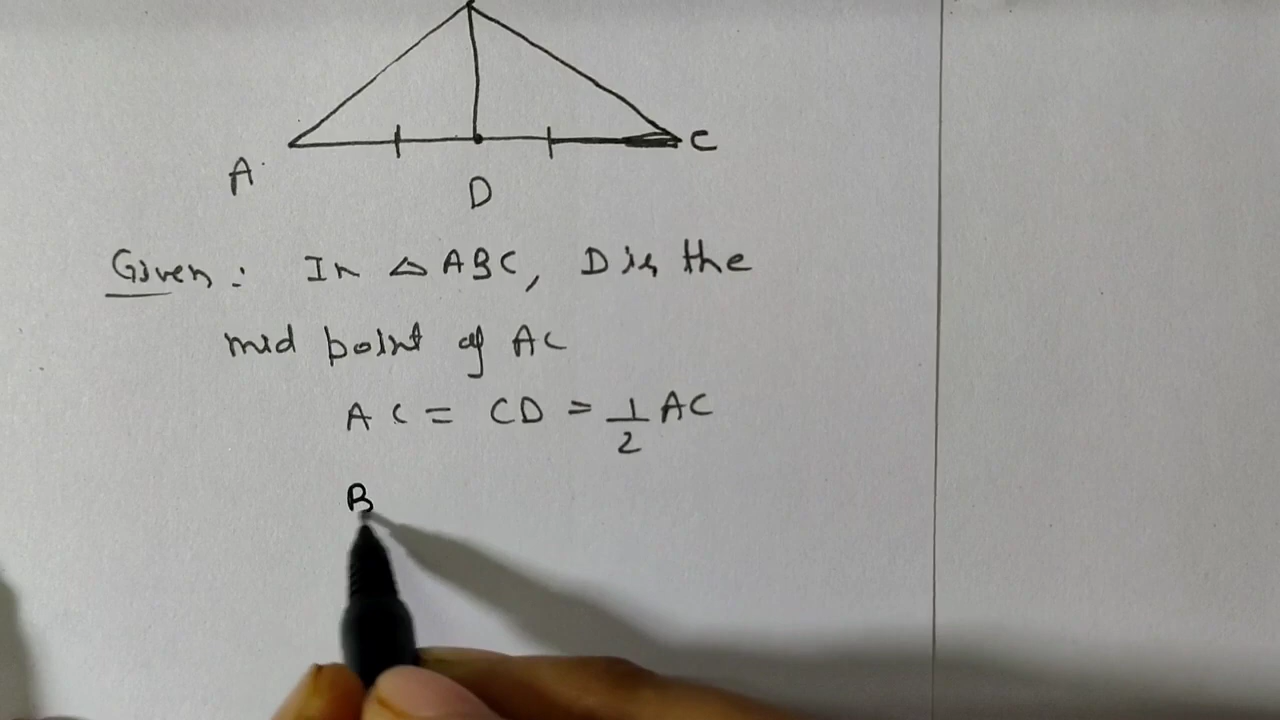 A
C
D
Given: In △ ABC, D is the
mid point of AC
AC = CD = 1/2 AC
B